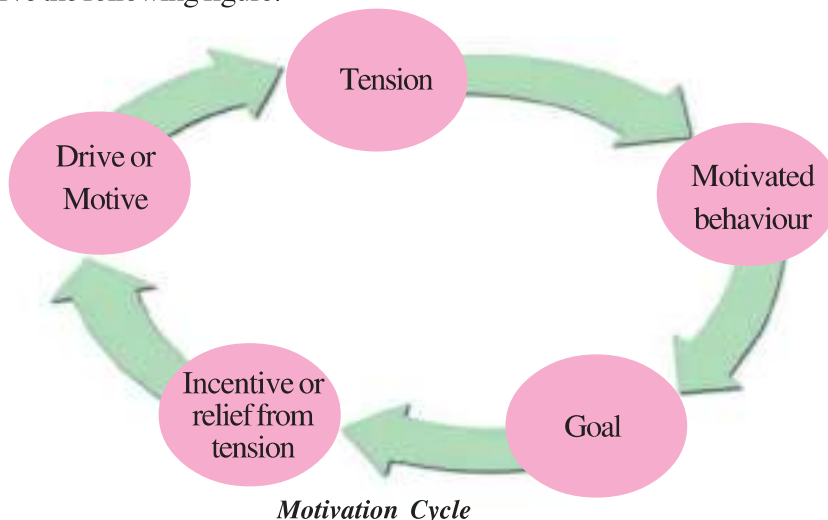 Tension
Drive or
Motive
Motivated
behaviour
Incentive or
relief from
tension
Goal
Motivation Cycle